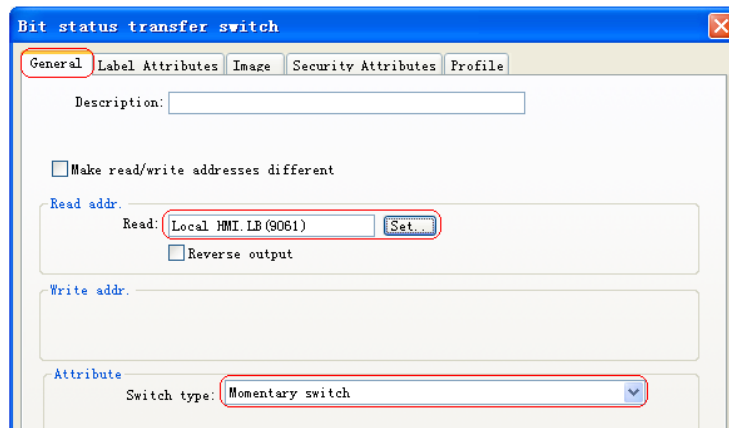 Bit status transfer switch
General Label Attributes Image Security Attributes Profile
Description:
Make read/write addresses different
Read addr.
Read: Local HMI.LB(9061) Set..
Reverse output
Write addr.
Attribute
Switch type: Momentary switch